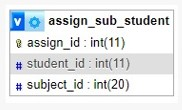 v assign_sub_student
assign_id : int(11)
# student_id : int(11)
# subject_id : int(20)